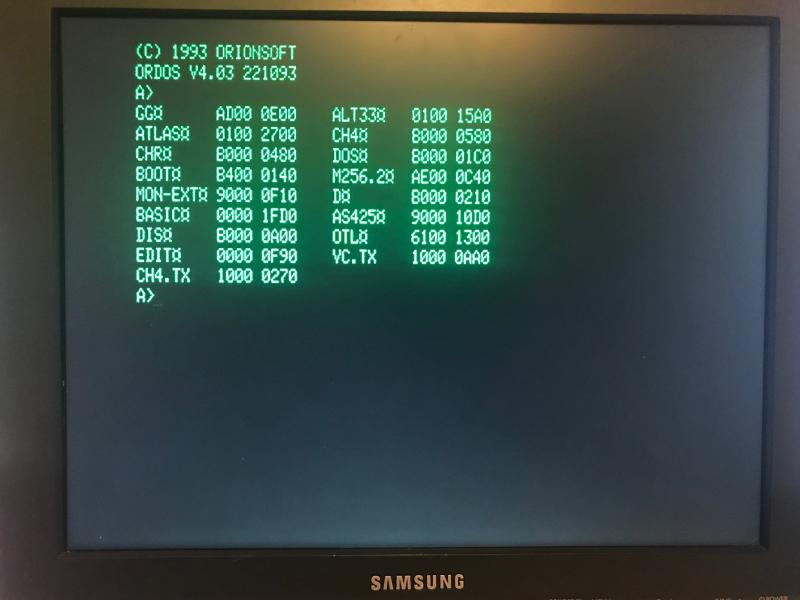 (C) 1993 ORIONSOFT
ORDOS V4.03 221093
A>
GG¤ AD00 0E00 ALT33¤ 0100 15A0
ATLAS¤ 0100 2700 CH4¤ B000 0580
CHR¤ B000 0480 DOS¤ B000 01C0
BOOT¤ B400 0140 M256.2¤ AE00 0C40
MON-EXT¤ 9000 0F10 D¤ B000 0210
BASIC¤ 0000 1FD0 AS425¤ 9000 10D0
DIS¤ B000 0A00 OTL¤ 6100 1300
EDIT¤ 0000 0F90 VC.TX 1000 0AA0
CH4.TX 1000 0270
A>
SAMSUNG